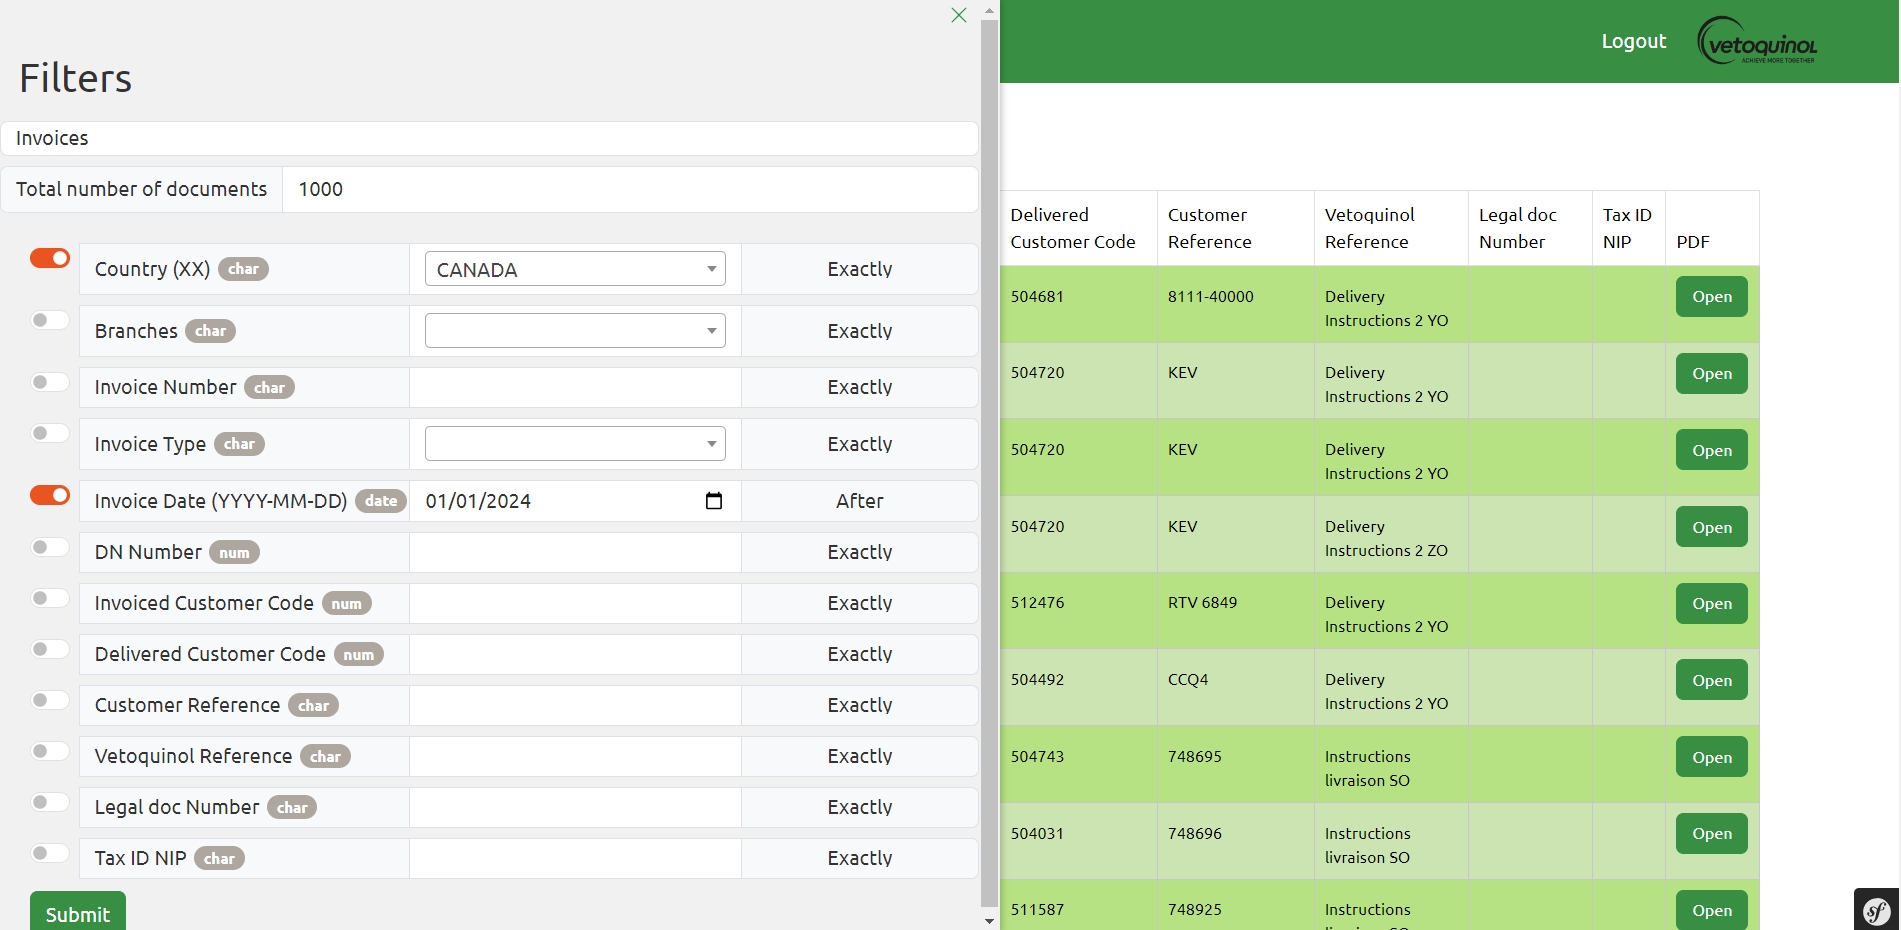 Filters
Invoices
Total number of documents 1000
Country (XX) char CANADA Exactly
Branches char Exactly
Invoice Number char Exactly
Invoice Type char Exactly
Invoice Date (YYYY-MM-DD) date 01/01/2024 After
DN Number num Exactly
Invoiced Customer Code num Exactly
Delivered Customer Code num Exactly
Customer Reference char Exactly
Vetoquinol Reference char Exactly
Legal doc Number char Exactly
Tax ID NIP char Exactly
Submit
Logout
Vetoquinol
ACHIEVE MORE TOGETHER
Delivered Customer Vetoquinol Legal doc Tax ID
Customer Code Reference Reference Number NIP PDF
504681 8111-40000 Delivery Open
Instructions 2 YO
504720 KEV Delivery Open
Instructions 2 YO
504720 KEV Delivery Open
Instructions 2 YO
504720 KEV Delivery Open
Instructions 2 ZO
512476 RTV 6849 Delivery Open
Instructions 2 YO
504492 CCQ4 Delivery Open
Instructions 2 YO
504743 748695 Instructions Open
livraison SO
504031 748696 Instructions Open
livraison SO
511587 748925 Instructions Open
sf